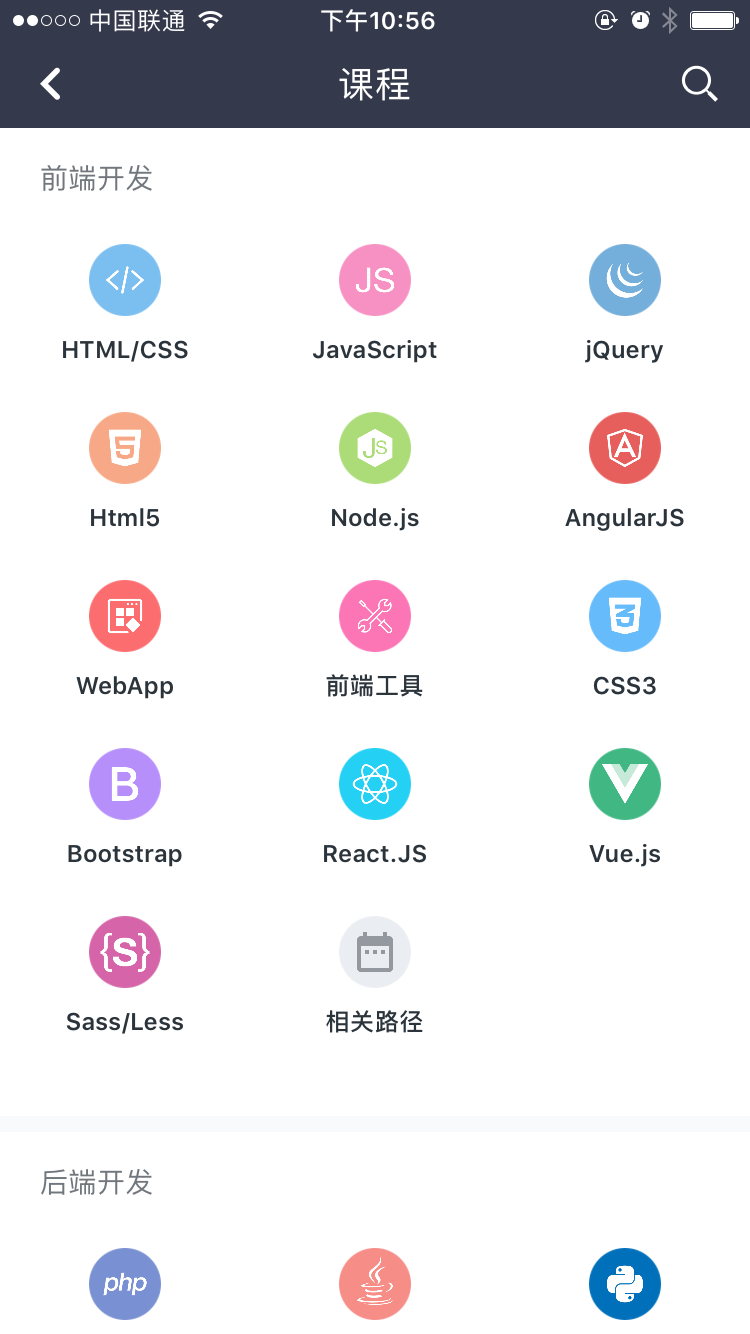 中国联通 下午10:56
课程
前端开发
JS
HTML/CSS JavaScript jQuery
JS
Html5 Node.js AngularJS
WebApp 前端工具 CSS3
B
Bootstrap React.JS Vue.js
{S}
Sass/Less 相关路径
后端开发
php